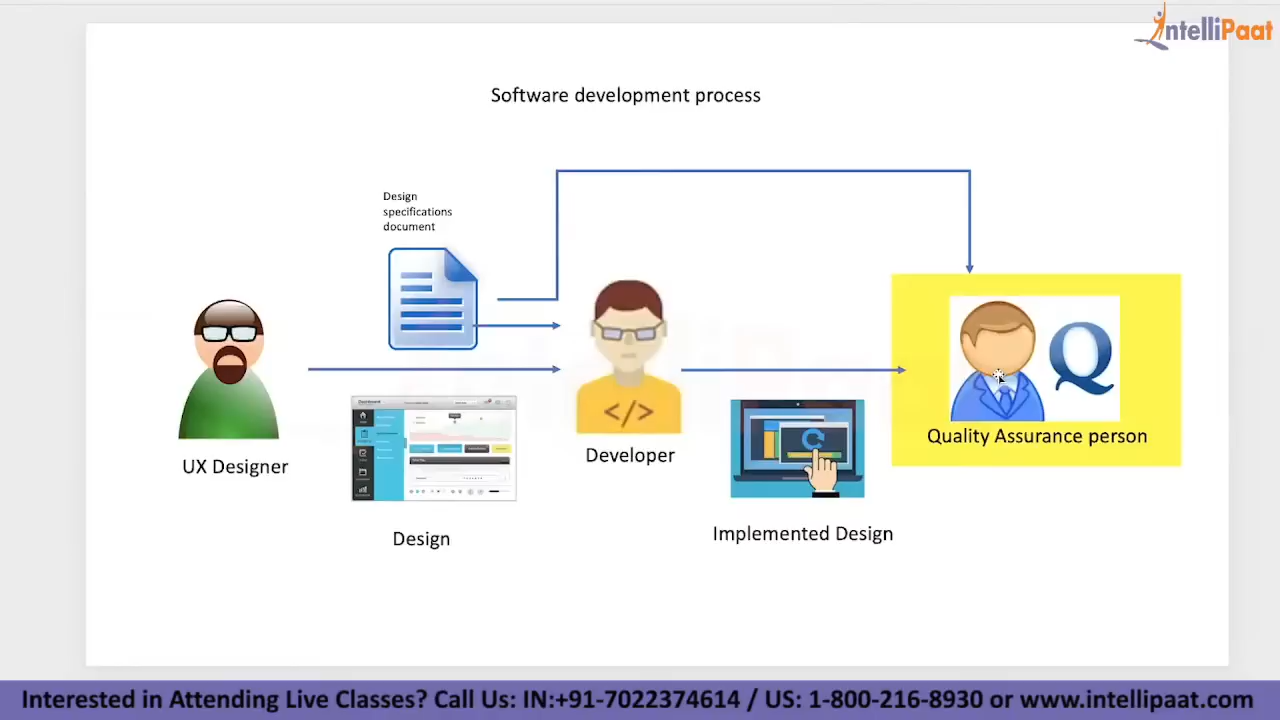 IntelliPaat
Software development process
Design
specifications
document
</>
Q
UX Designer
Design
Developer
Implemented Design
Quality Assurance person
Interested in Attending Live Classes? Call Us: IN:+91-7022374614 / US: 1-800-216-8930 or www.intellipaat.com